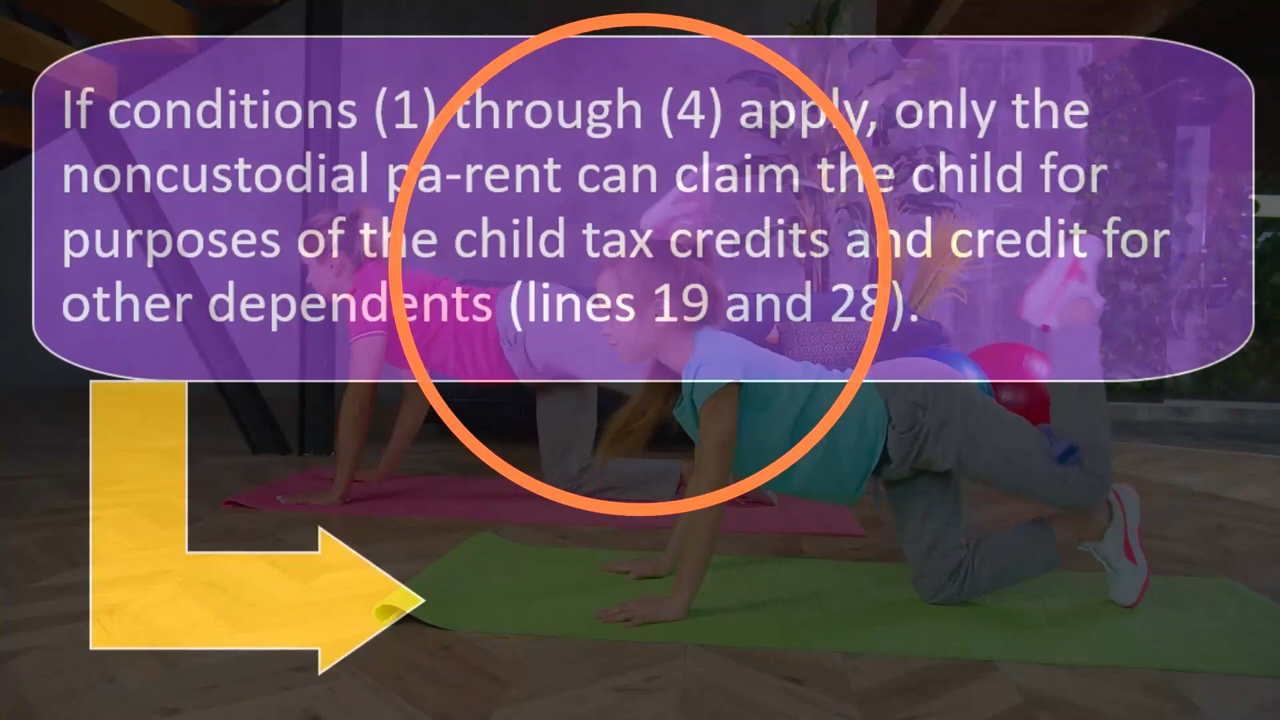 If conditions (1) through (4) apply, only the
noncustodial pa-rent can claim the child for
purposes of the child tax credits and credit for
other dependents (lines 19 and 28).